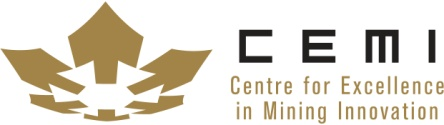 CEMI
Centre for Excellence
in Mining Innovation